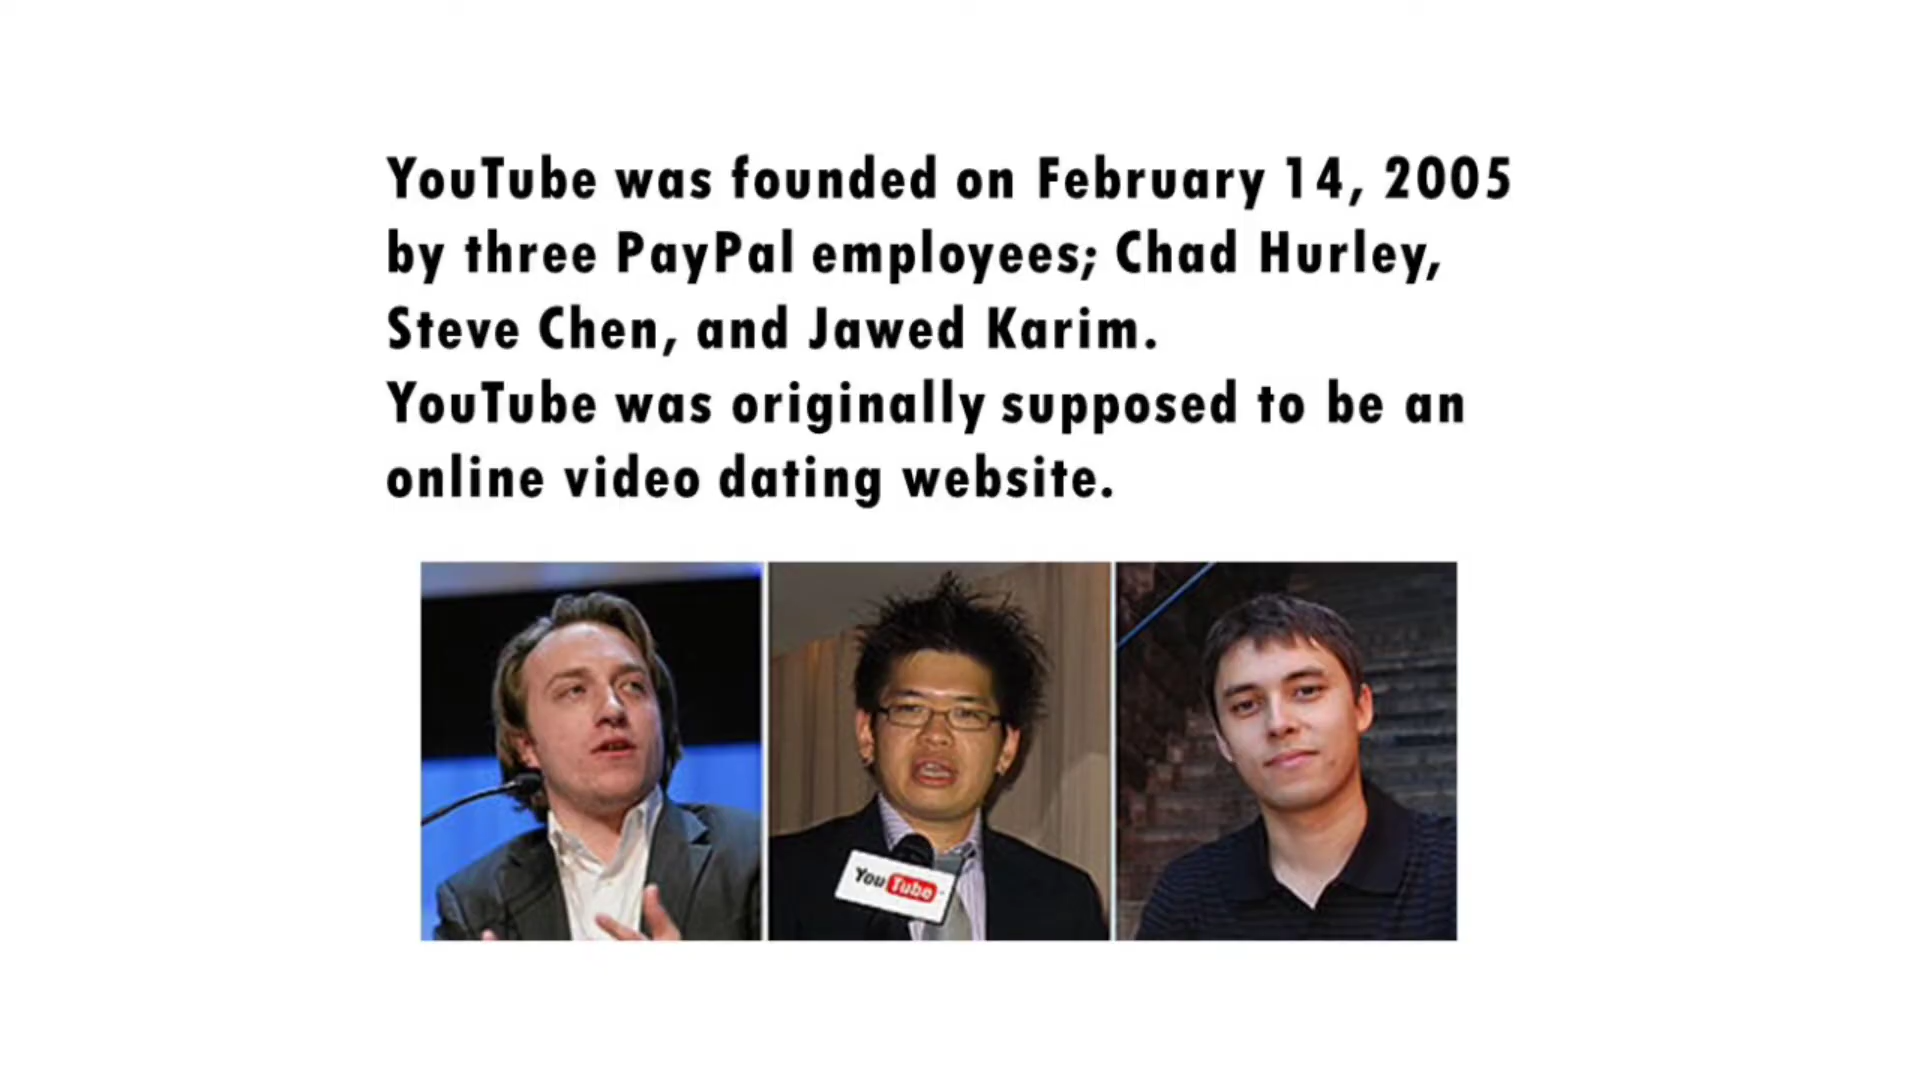 YouTube was founded on February 14, 2005
by three PayPal employees; Chad Hurley,
Steve Chen, and Jawed Karim.
YouTube was originally supposed to be an
online video dating website.
YouTube